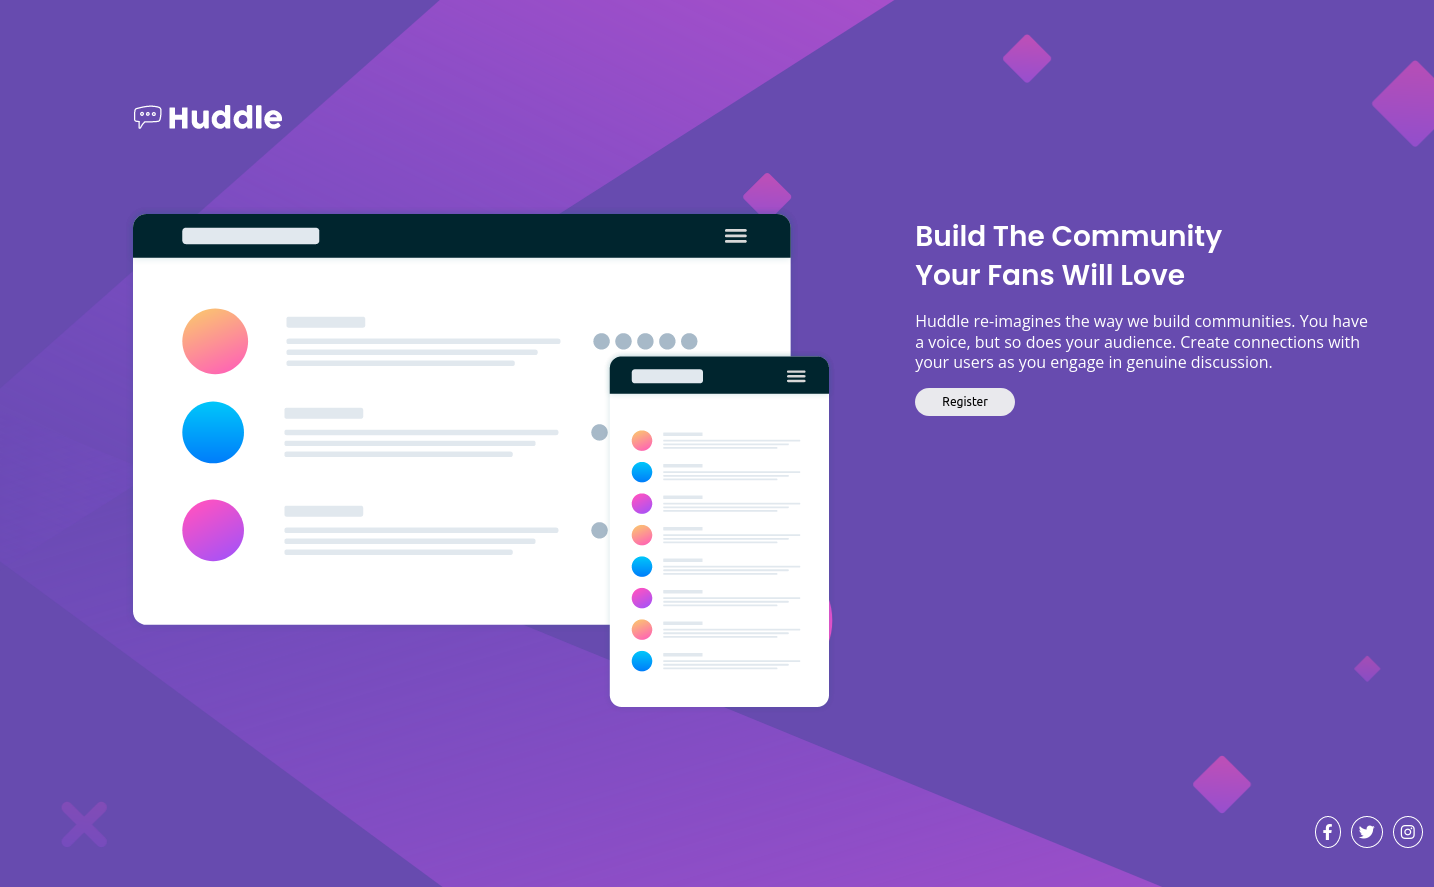 Huddle
Build The Community
Your Fans Will Love
Huddle re-imagines the way we build communities. You have
a voice, but so does your audience. Create connections with
your users as you engage in genuine discussion.
Register